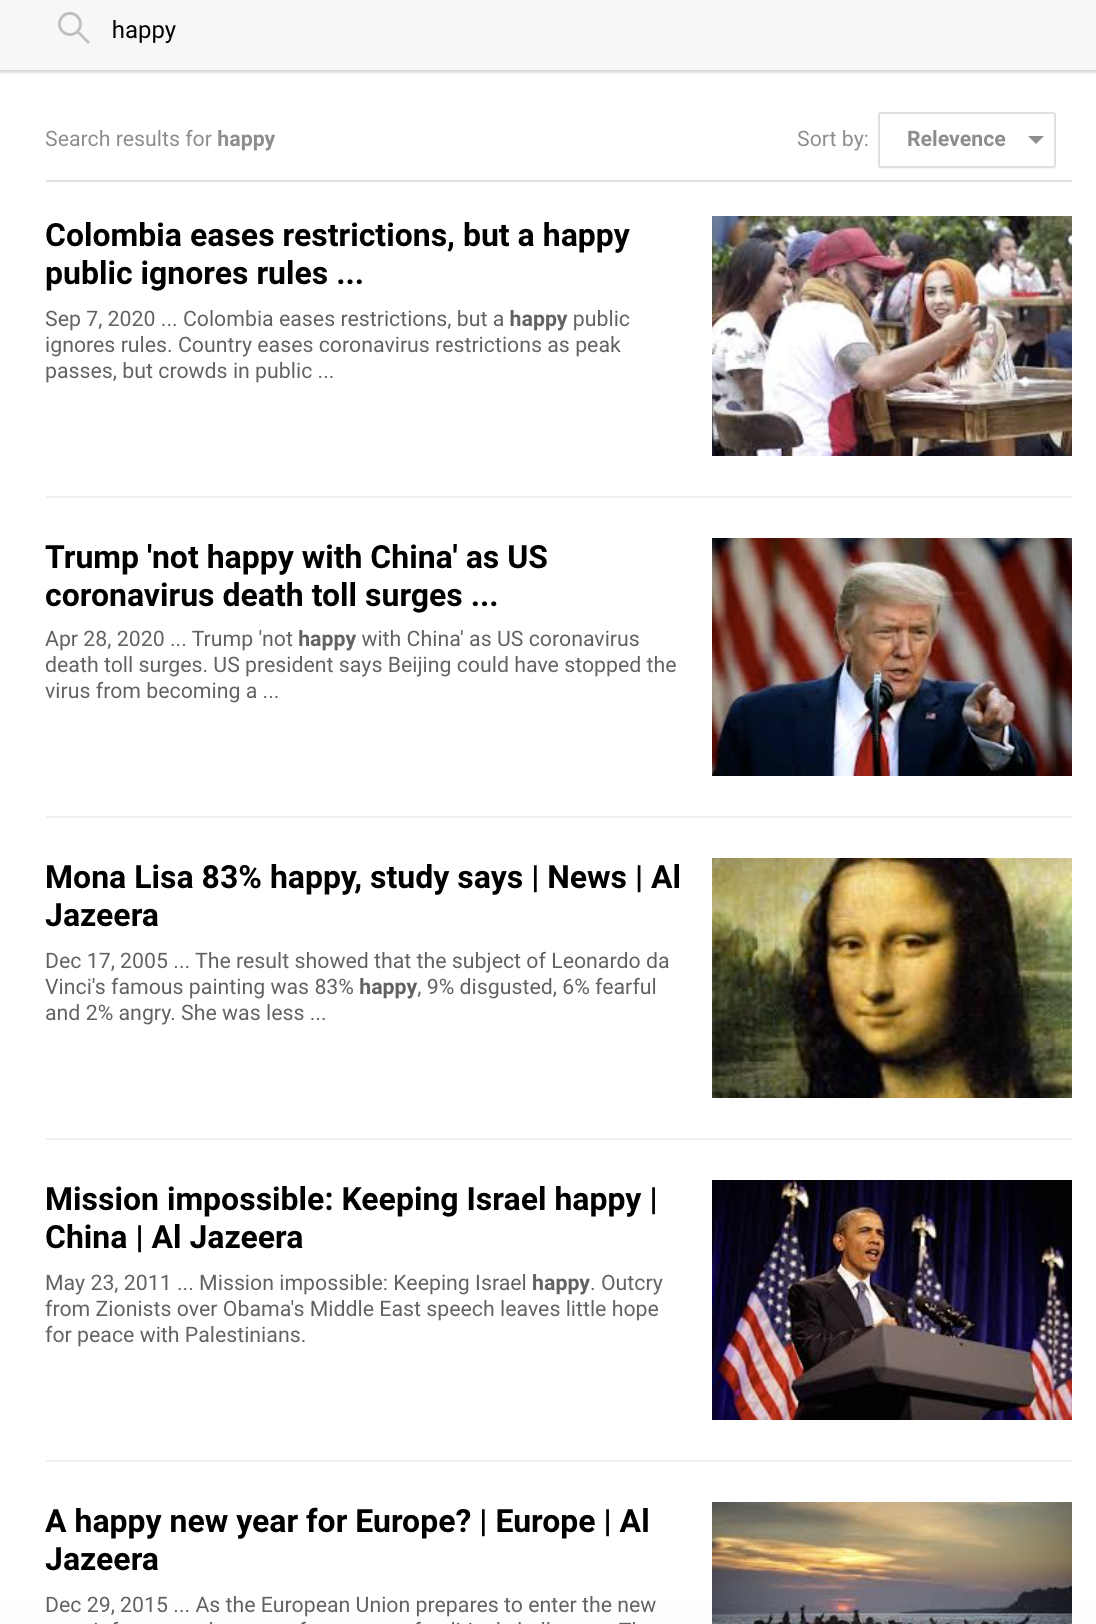 happy
Search results for happy
Sort by: Relevence
Colombia eases restrictions, but a happy
public ignores rules ...
Sep 7, 2020 ... Colombia eases restrictions, but a happy public
ignores rules. Country eases coronavirus restrictions as peak
passes, but crowds in public ...
Trump 'not happy with China' as US
coronavirus death toll surges ...
Apr 28, 2020 ... Trump 'not happy with China' as US coronavirus
death toll surges. US president says Beijing could have stopped the
virus from becoming a ...
Mona Lisa 83% happy, study says | News | Al
Jazeera
Dec 17, 2005 ... The result showed that the subject of Leonardo da
Vinci's famous painting was 83% happy, 9% disgusted, 6% fearful
and 2% angry. She was less ...
Mission impossible: Keeping Israel happy |
China | Al Jazeera
May 23, 2011 ... Mission impossible: Keeping Israel happy. Outcry
from Zionists over Obama's Middle East speech leaves little hope
for peace with Palestinians.
A happy new year for Europe? | Europe | Al
Jazeera
Dec 29, 2015 ... As the European Union prepares to enter the new